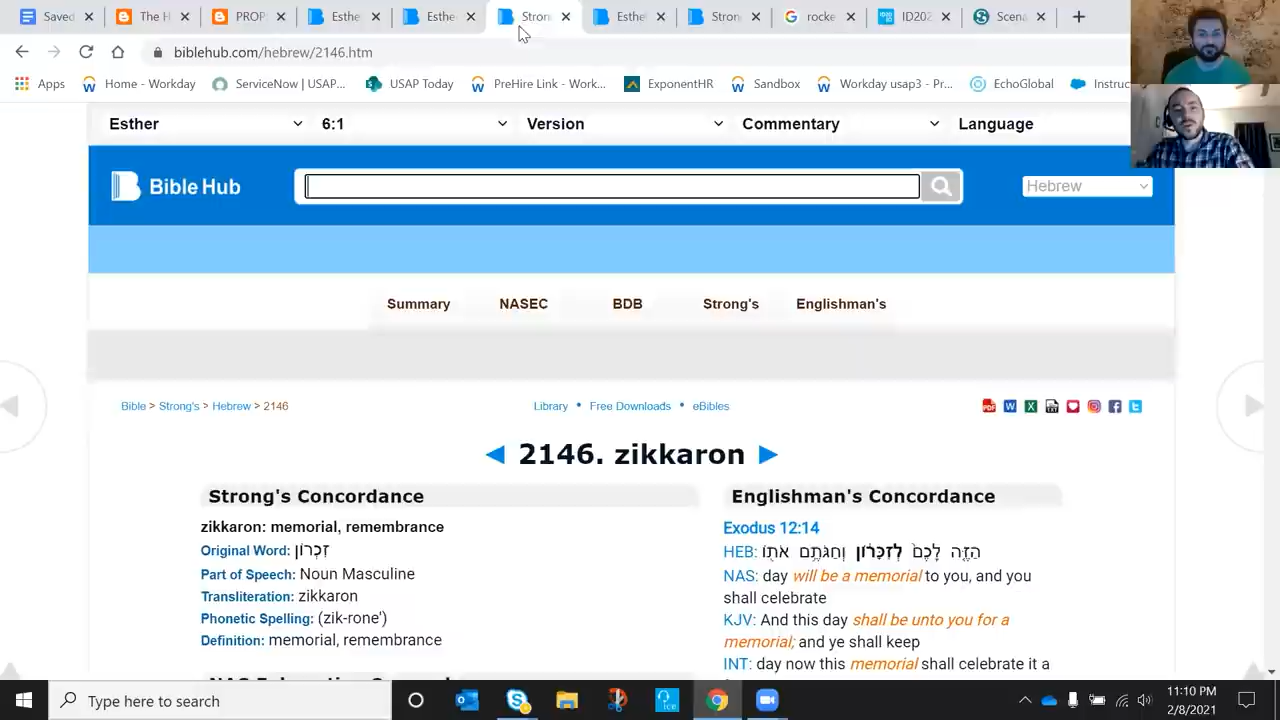 Saved
The H
PROP
Esthe
Esthe
Stron
Esthe
Stron
rocke
ID202
Scena
biblehub.com/hebrew/2146.htm
Apps
Home - Workday
ServiceNow | USAP...
USAP Today
PreHire Link - Work...
ExponentHR
Sandbox
Workday usap3 - Pr...
EchoGlobal
Instruc
Esther
6:1
Version
Commentary
Language
Bible Hub
Hebrew
Summary
NASEC
BDB
Strong's
Englishman's
Bible > Strong's > Hebrew > 2146
Library • Free Downloads • eBibles
◄ 2146. zikkaron ►
Strong's Concordance
zikkaron: memorial, remembrance
Original Word: זִכְרוֹן
Part of Speech: Noun Masculine
Transliteration: zikkaron
Phonetic Spelling: (zik-rone')
Definition: memorial, remembrance
Englishman's Concordance
Exodus 12:14
HEB: הַזֶּ֤ה לָכֶם֙ לְזִכָּר֔וֹן וְחַגֹּתֶ֥ם אֹת֖וֹ
NAS: day will be a memorial to you, and you
shall celebrate
KJV: And this day shall be unto you for a
memorial; and ye shall keep
INT: day now this memorial shall celebrate it a
Type here to search
11:10 PM
2/8/2021